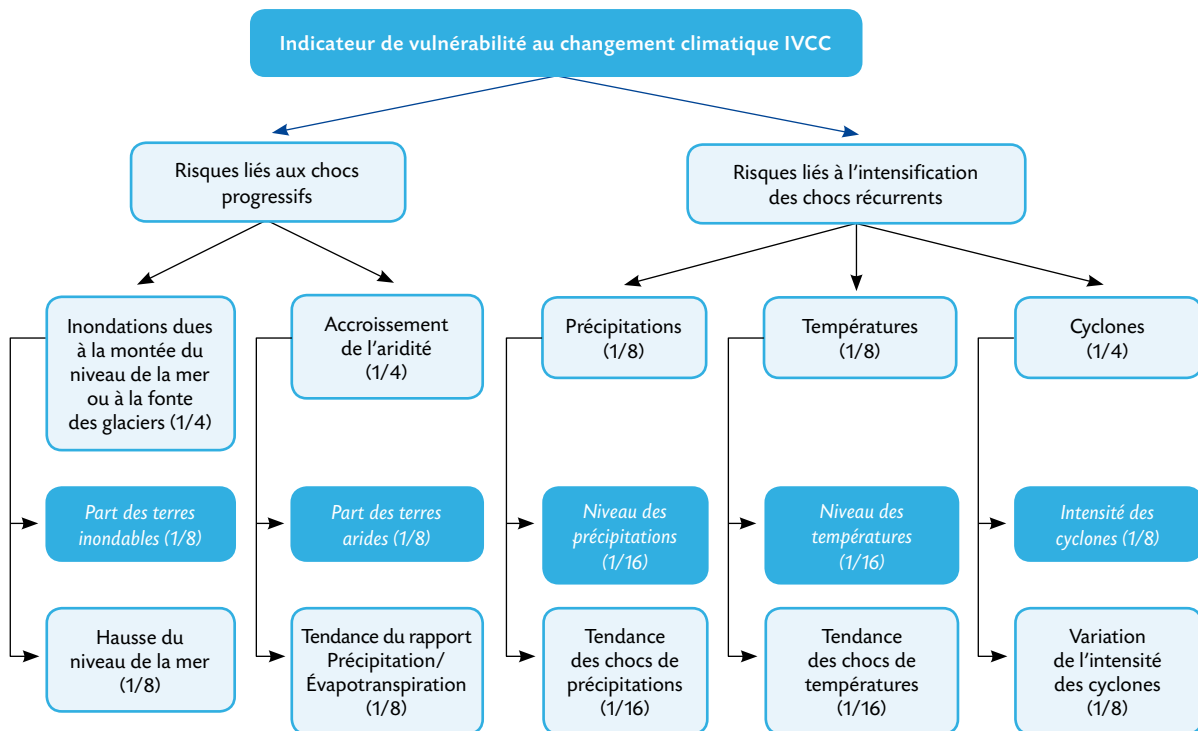 Indicateur de vulnérabilité au changement climatique IVCC
Risques liés aux chocs
progressifs
Risques liés à l’intensification
des chocs récurrents
Inondations dues
à la montée du
niveau de la mer
ou à la fonte
des glaciers (1/4)
Accroissement
de l’aridité
(1/4)
Précipitations
(1/8)
Températures
(1/8)
Cyclones
(1/4)
Part des terres
inondables (1/8)
Part des terres
arides (1/8)
Niveau des
précipitations
(1/16)
Niveau des
températures
(1/16)
Intensité des
cyclones (1/8)
Hausse du
niveau de la mer
(1/8)
Tendance du rapport
Précipitation/
Évapotranspiration
(1/8)
Tendance
des chocs de
précipitations
(1/16)
Tendance
des chocs de
températures
(1/16)
Variation
de l’intensité
des cyclones
(1/8)